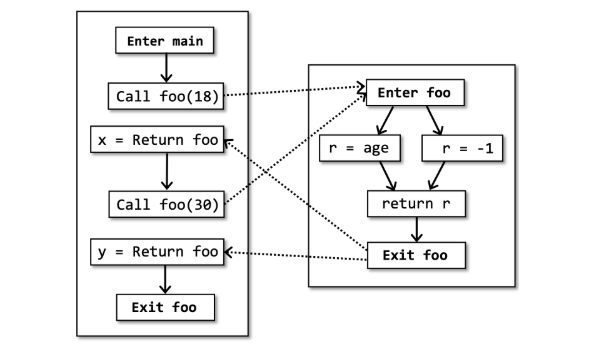 Enter main
Call foo(18)
x = Return foo
Call foo(30)
y = Return foo
Exit foo
Enter foo
r = age
r = -1
return r
Exit foo